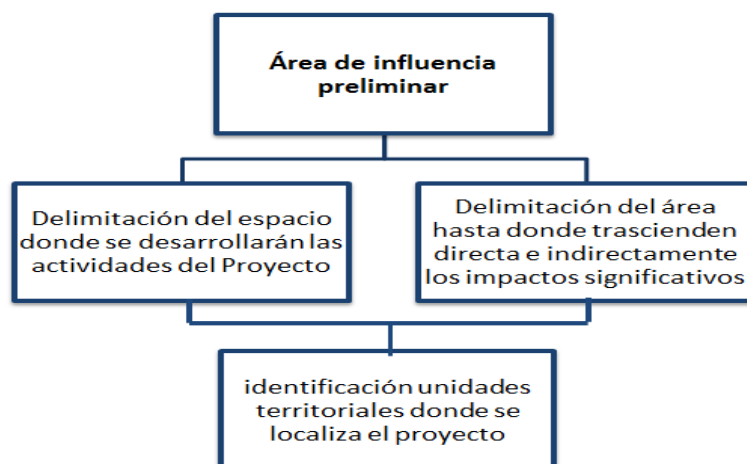 Área de influencia
preliminar
Delimitación del espacio
donde se desarrollarán las
actividades del Proyecto
Delimitación del área
hasta donde trascienden
directa e indirectamente
los impactos significativos
identificación unidades
territoriales donde se
localiza el proyecto